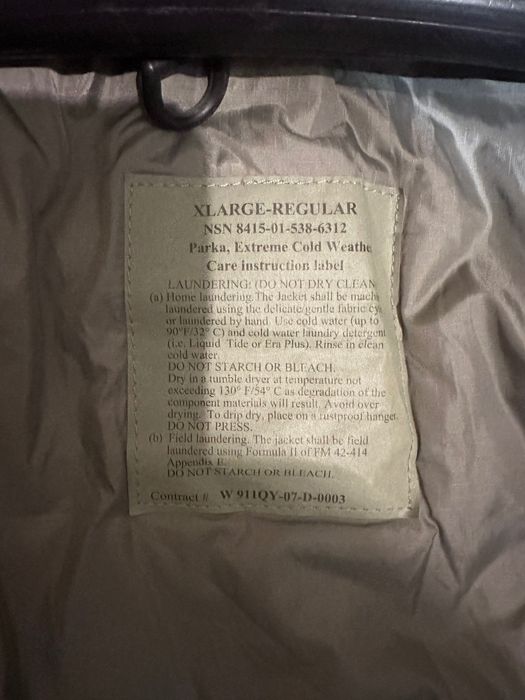 XLARGE-REGULAR
NSN 8415-01-538-6312
Parka, Extreme Cold Weathe
Care instruction label
LAUNDERING: (DO NOT DRY CLEAN
(a) Home laundering. The Jacket shall be mach
laundered using the delicate/gentle fabric cy
or laundered by hand. Use cold water (up to
90°F/32° C) and cold water laundry detergent
(i.e. Liquid Tide or Era Plus). Rinse in clean
cold water.
DO NOT STARCH OR BLEACH.
Dry in a tumble dryer at temperature not
exceeding 130° F/54° C as degradation of the
component materials will result. Avoid over-
drying. To drip dry, place on a rustproof hanger.
DO NOT PRESS.
(b) Field laundering. The jacket shall be field
laundered using Formula II of FM 42-414
Appendix E.
DO NOT STARCH OR BLEACH.
Contract # W911QY-07-D-0003